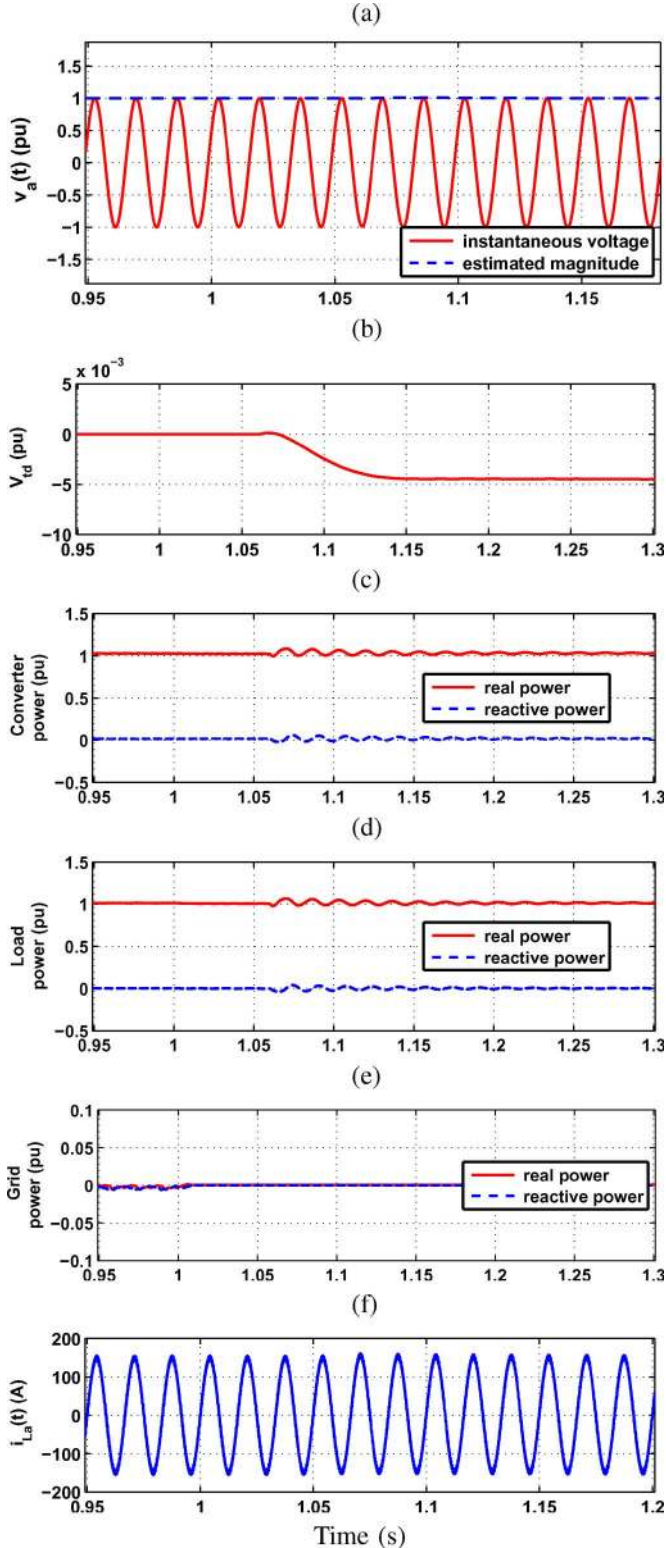 (a)
1.5
1
0.5
0
−0.5
−1
−1.5
v_a(t) (pu)
instantaneous voltage
estimated magnitude
0.95 1 1.05 1.1 1.15
(b)
x 10⁻³
5
0
−5
−10
V_td (pu)
0.95 1 1.05 1.1 1.15 1.2 1.25 1.3
(c)
1.5
1
0.5
0
−0.5
Converter
power (pu)
real power
reactive power
0.95 1 1.05 1.1 1.15 1.2 1.25 1.3
(d)
1.5
1
0.5
0
−0.5
Load
power (pu)
real power
reactive power
0.95 1 1.05 1.1 1.15 1.2 1.25 1.3
(e)
0.1
0.05
0
−0.05
−0.1
Grid
power (pu)
real power
reactive power
0.95 1 1.05 1.1 1.15 1.2 1.25 1.3
(f)
200
100
0
−100
−200
i_La(t) (A)
0.95 1 1.05 1.1 1.15 1.2
Time (s)